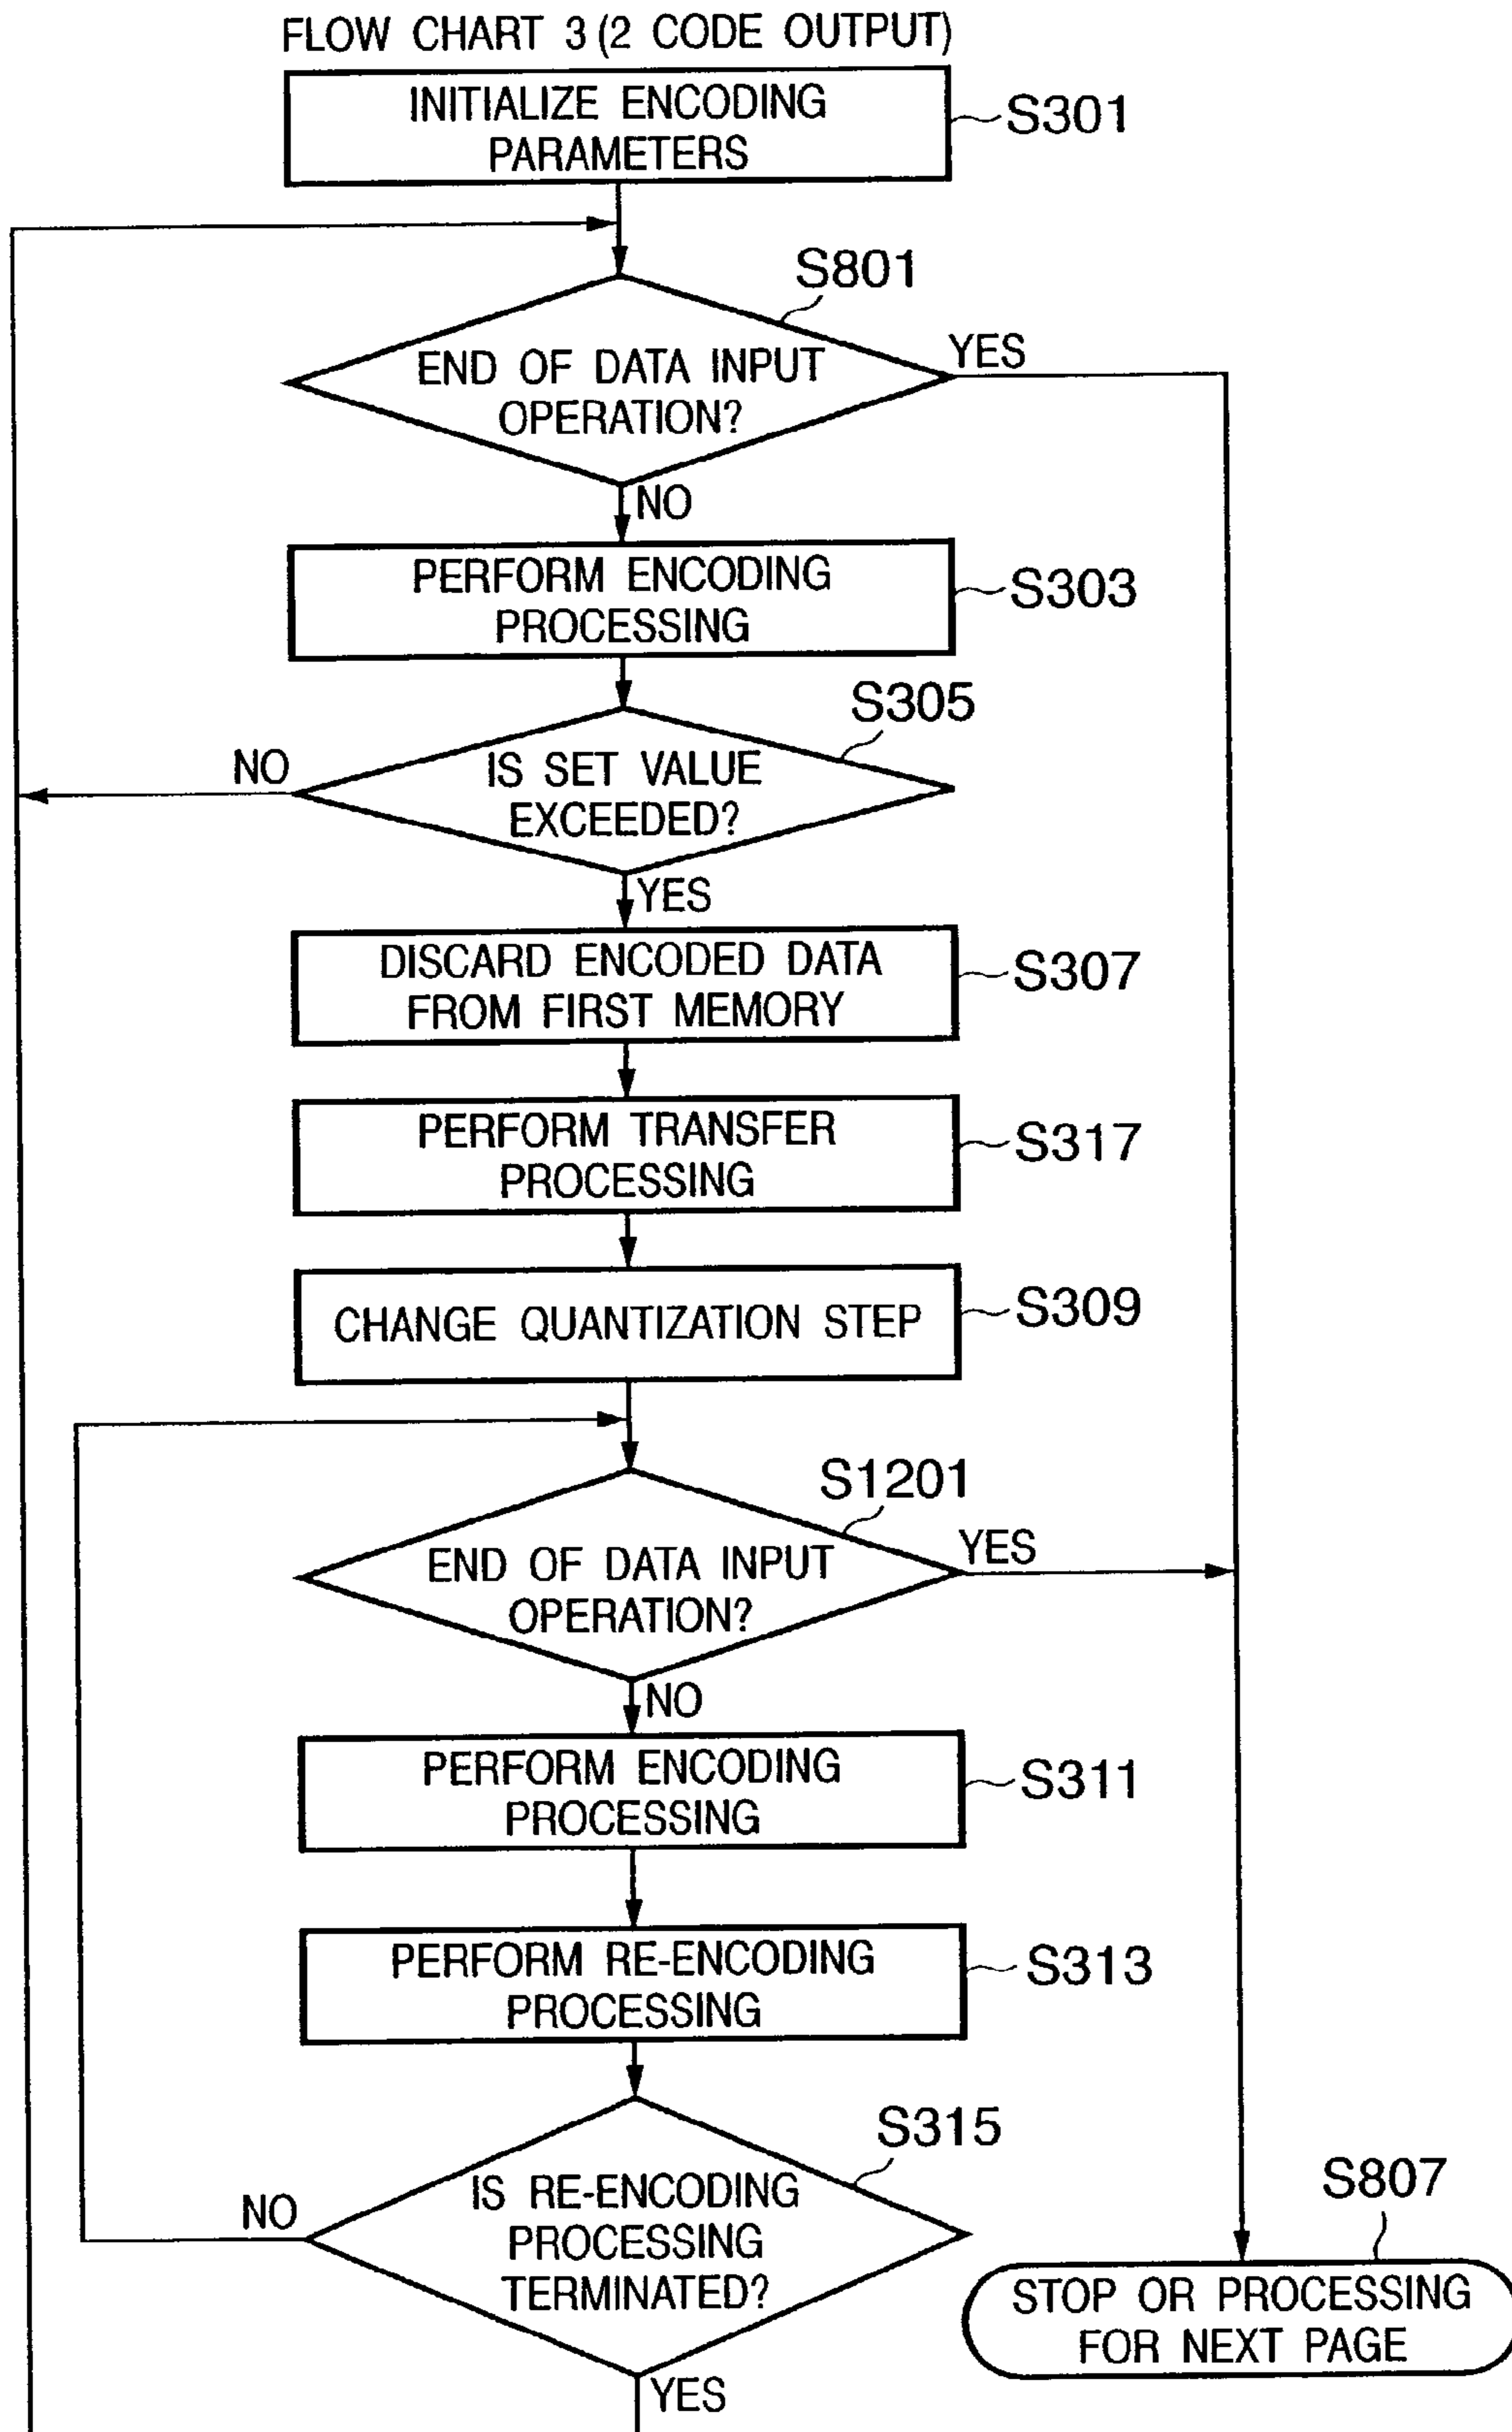 FLOW CHART 3 (2 CODE OUTPUT)
INITIALIZE ENCODING
PARAMETERS
S301
S801
END OF DATA INPUT
OPERATION?
YES
NO
PERFORM ENCODING
PROCESSING
S303
S305
IS SET VALUE
EXCEEDED?
NO
YES
DISCARD ENCODED DATA
FROM FIRST MEMORY
S307
PERFORM TRANSFER
PROCESSING
S317
CHANGE QUANTIZATION STEP
S309
S1201
END OF DATA INPUT
OPERATION?
YES
NO
PERFORM ENCODING
PROCESSING
S311
PERFORM RE-ENCODING
PROCESSING
S313
S315
IS RE-ENCODING
PROCESSING
TERMINATED?
NO
YES
S807
STOP OR PROCESSING
FOR NEXT PAGE